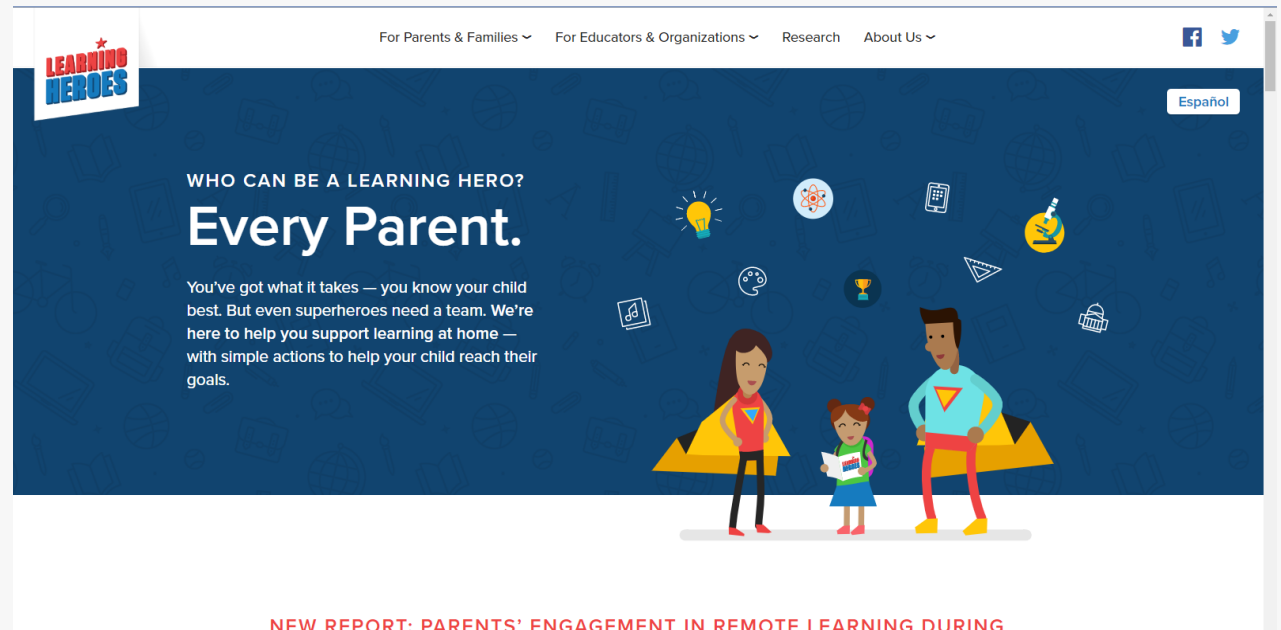 LEARNING
HEROES
For Parents & Families
For Educators & Organizations
Research
About Us
Español
WHO CAN BE A LEARNING HERO?
Every Parent.
You've got what it takes — you know your child
best. But even superheroes need a team. We're
here to help you support learning at home —
with simple actions to help your child reach their
goals.
LEARNING
HEROES
NEW REPORT: PARENTS' ENGAGEMENT IN REMOTE LEARNING DURING